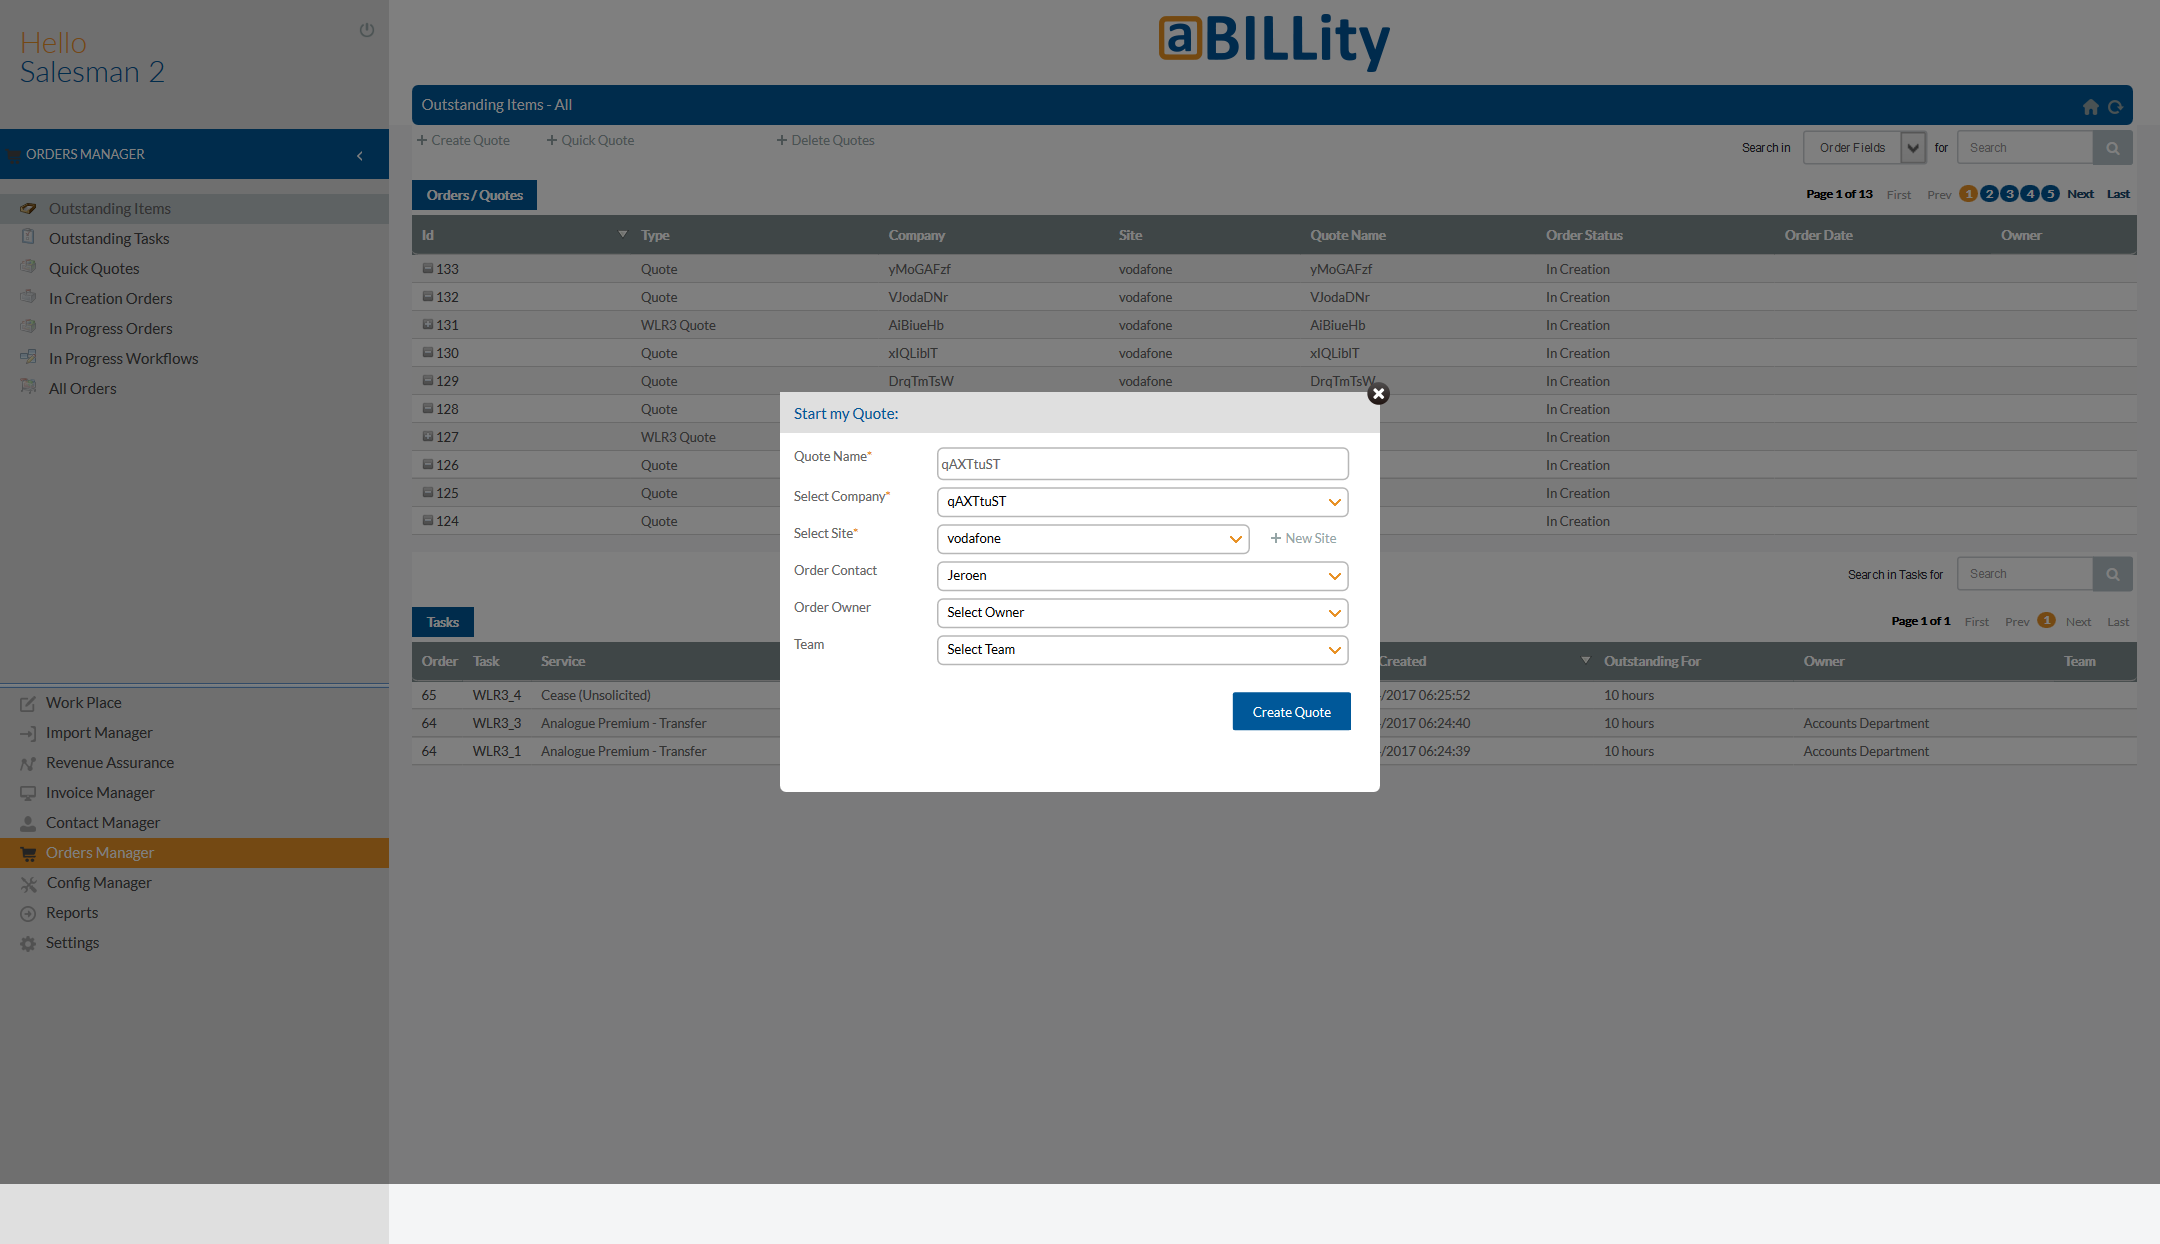 Hello
Salesman 2
aBILLity
ORDERS MANAGER
Outstanding Items
Outstanding Tasks
Quick Quotes
In Creation Orders
In Progress Orders
In Progress Workflows
All Orders
Work Place
Import Manager
Revenue Assurance
Invoice Manager
Contact Manager
Orders Manager
Config Manager
Reports
Settings
Outstanding Items - All
+ Create Quote + Quick Quote + Delete Quotes
Search in Order Fields for Search
Orders / Quotes
Page 1 of 13 First Prev 1 2 3 4 5 Next Last
Id Type Company Site Quote Name Order Status Order Date Owner
133 Quote yMoGAFzf vodafone yMoGAFzf In Creation
132 Quote VJodaDNr vodafone VJodaDNr In Creation
131 WLR3 Quote AiBiueHb vodafone AiBiueHb In Creation
130 Quote xIQLiblT vodafone xIQLiblT In Creation
129 Quote DrqTmTsW vodafone DrqTmTsW In Creation
128 Quote In Creation
127 WLR3 Quote In Creation
126 Quote In Creation
125 Quote In Creation
124 Quote In Creation
Start my Quote:
Quote Name* qAXTtuST
Select Company* qAXTtuST
Select Site* vodafone + New Site
Order Contact Jeroen
Order Owner Select Owner
Team Select Team
Create Quote
Search in Tasks for Search
Tasks
Page 1 of 1 First Prev 1 Next Last
Order Task Service Created Outstanding For Owner Team
65 WLR3_4 Cease (Unsolicited) /2017 06:25:52 10 hours
64 WLR3_3 Analogue Premium - Transfer /2017 06:24:40 10 hours Accounts Department
64 WLR3_1 Analogue Premium - Transfer /2017 06:24:39 10 hours Accounts Department